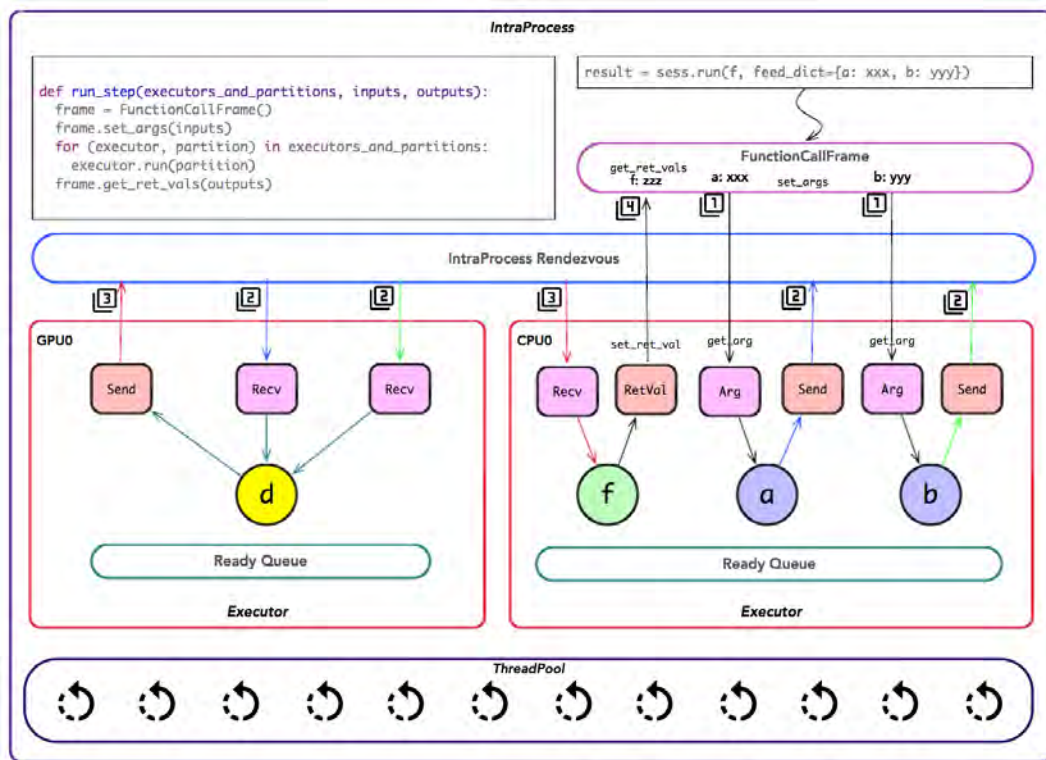 IntraProcess
def run_step(executors_and_partitions, inputs, outputs):
frame = FunctionCallFrame()
frame.set_args(inputs)
for (executor, partition) in executors_and_partitions:
executor.run(partition)
frame.get_ret_vals(outputs)
result = sess.run(f, feed_dict={a: xxx, b: yyy})
FunctionCallFrame
get_ret_vals
f: zzz a: xxx set_args b: yyy
4 1 1
IntraProcess Rendezvous
3 2 2 3 2 2
GPU0
Send Recv Recv
d
Ready Queue
Executor
CPU0
set_ret_val get_arg get_arg
Recv RetVal Arg Send Arg Send
f a b
Ready Queue
Executor
ThreadPool